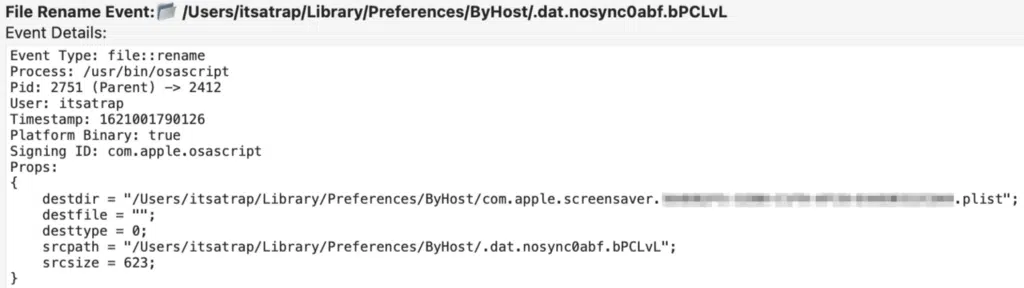 File Rename Event: /Users/itsatrap/Library/Preferences/ByHost/.dat.nosync0abf.bPCLvL
Event Details:
Event Type: file::rename
Process: /usr/bin/osascript
Pid: 2751 (Parent) -> 2412
User: itsatrap
Timestamp: 1621001790126
Platform Binary: true
Signing ID: com.apple.osascript
Props:
{
destdir = "/Users/itsatrap/Library/Preferences/ByHost/com.apple.screensaver. .plist";
destfile = "";
desttype = 0;
srcpath = "/Users/itsatrap/Library/Preferences/ByHost/.dat.nosync0abf.bPCLvL";
srcsize = 623;
}